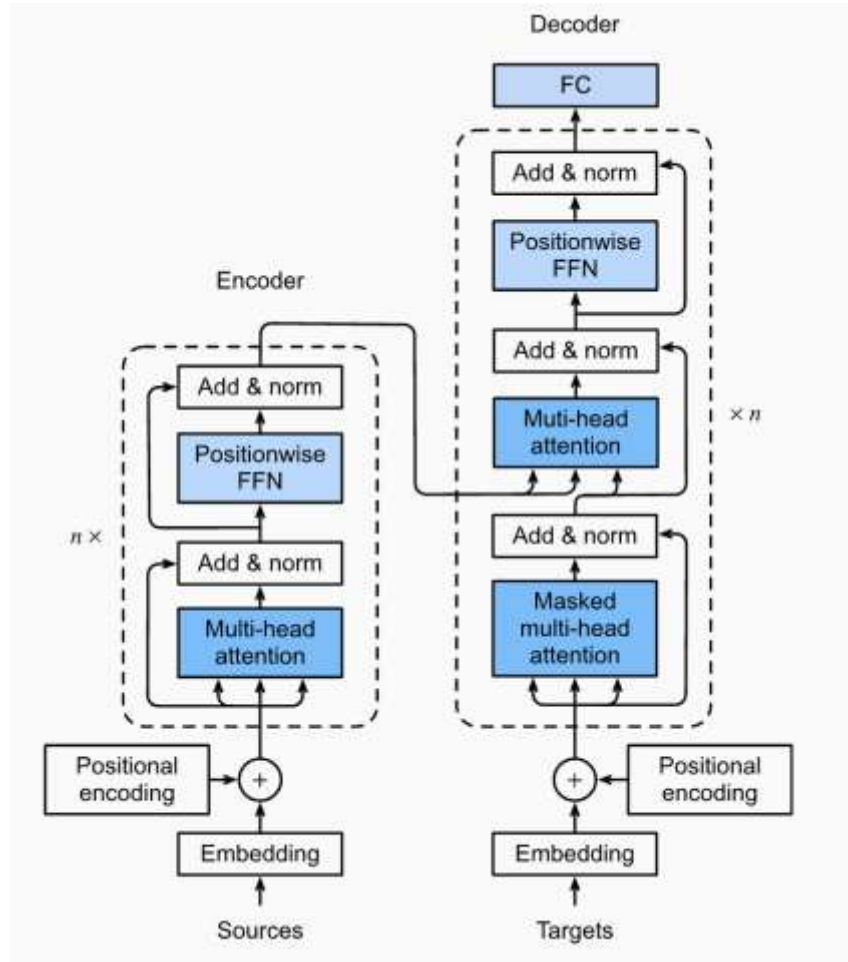 Decoder
FC
Add & norm
Positionwise
FFN
Add & norm
Muti-head
attention
× n
Add & norm
Masked
multi-head
attention
Positional
encoding
Embedding
Targets
Encoder
Add & norm
Positionwise
FFN
n ×
Add & norm
Multi-head
attention
Positional
encoding
Embedding
Sources
+
+